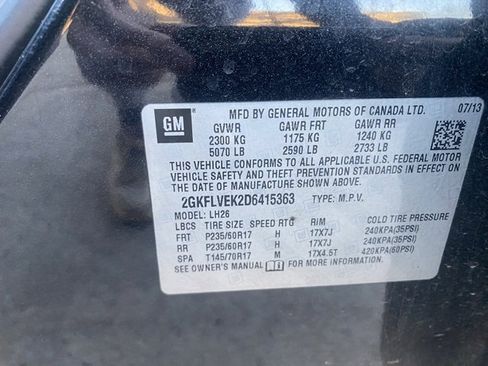 GM
MFD BY GENERAL MOTORS OF CANADA LTD. 07/13
GVWR GAWR FRT GAWR RR
2300 KG 1175 KG 1240 KG
5070 LB 2590 LB 2733 LB
THIS VEHICLE CONFORMS TO ALL APPLICABLE U.S. FEDERAL MOTOR
VEHICLE SAFETY AND THEFT PREVENTION STANDARDS IN EFFECT ON
THE DATE OF MANUFACTURE SHOWN ABOVE.
2GKFLVEK2D6415363 TYPE: M.P.V.
MODEL: LH26
LBCS TIRE SIZE SPEED RTG RIM COLD TIRE PRESSURE
FRT P235/60R17 H 17X7J 240KPA(35PSI)
RR P235/60R17 H 17X7J 240KPA(35PSI)
SPA T145/70R17 M 17X4.5T 420KPA(60PSI)
SEE OWNER'S MANUAL FOR MORE INFORMATION.